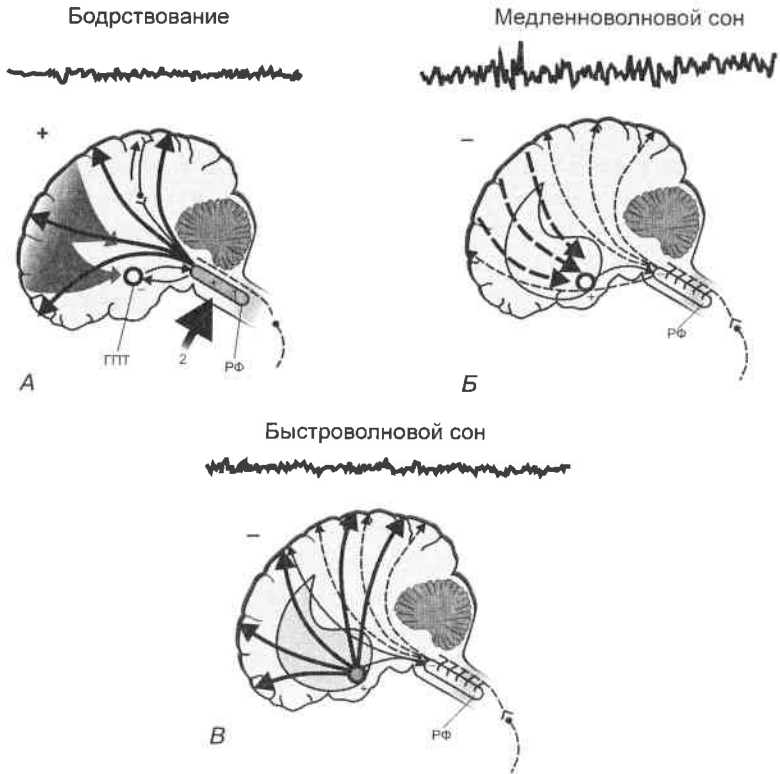 Бодрствование
Медленноволновой сон
+
−
ГПТ
2
РФ
А
РФ
Б
Быстроволновой сон
−
РФ
В